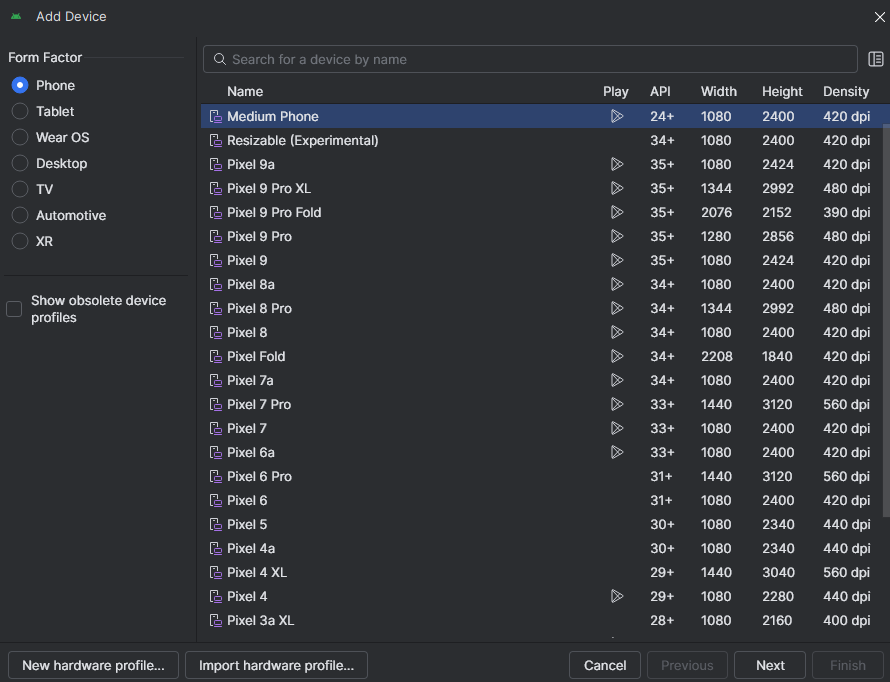 Add Device
Form Factor
Phone
Tablet
Wear OS
Desktop
TV
Automotive
XR
Show obsolete device
profiles
Search for a device by name
Name Play API Width Height Density
Medium Phone 24+ 1080 2400 420 dpi
Resizable (Experimental) 34+ 1080 2400 420 dpi
Pixel 9a 35+ 1080 2424 420 dpi
Pixel 9 Pro XL 35+ 1344 2992 480 dpi
Pixel 9 Pro Fold 35+ 2076 2152 390 dpi
Pixel 9 Pro 35+ 1280 2856 480 dpi
Pixel 9 35+ 1080 2424 420 dpi
Pixel 8a 34+ 1080 2400 420 dpi
Pixel 8 Pro 34+ 1344 2992 480 dpi
Pixel 8 34+ 1080 2400 420 dpi
Pixel Fold 34+ 2208 1840 420 dpi
Pixel 7a 34+ 1080 2400 420 dpi
Pixel 7 Pro 33+ 1440 3120 560 dpi
Pixel 7 33+ 1080 2400 420 dpi
Pixel 6a 33+ 1080 2400 420 dpi
Pixel 6 Pro 31+ 1440 3120 560 dpi
Pixel 6 31+ 1080 2400 420 dpi
Pixel 5 30+ 1080 2340 440 dpi
Pixel 4a 30+ 1080 2340 440 dpi
Pixel 4 XL 29+ 1440 3040 560 dpi
Pixel 4 29+ 1080 2280 440 dpi
Pixel 3a XL 28+ 1080 2160 400 dpi
New hardware profile... Import hardware profile... Cancel Previous Next Finish